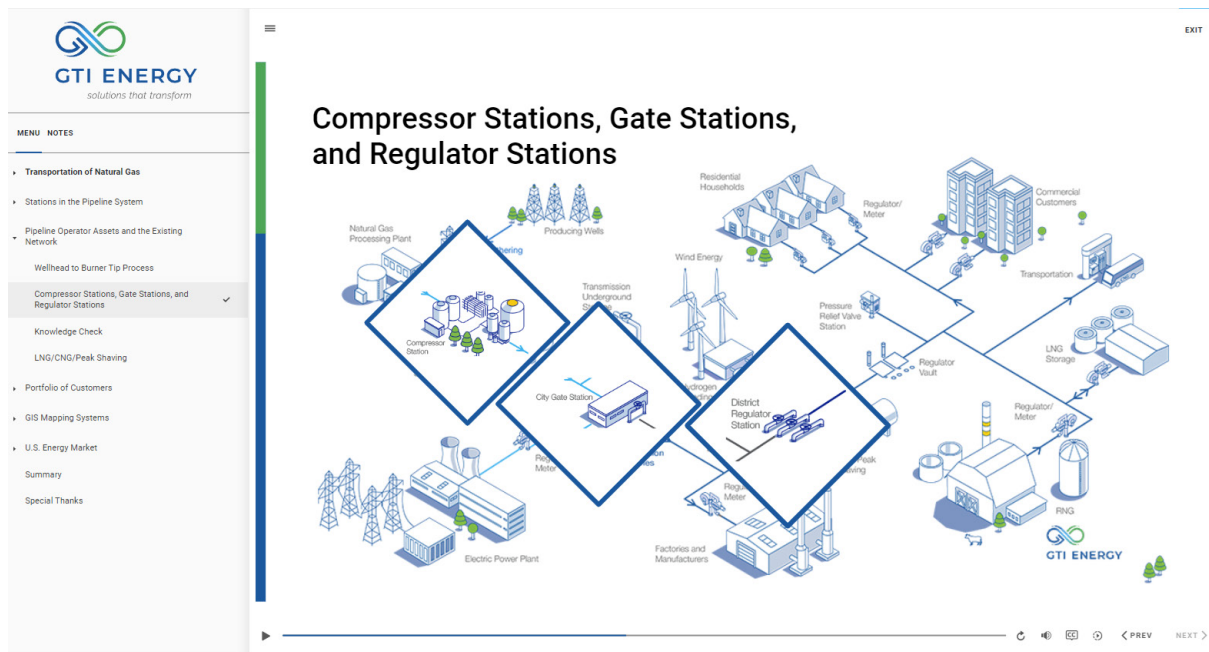 GTI ENERGY
solutions that transform
MENU NOTES
Transportation of Natural Gas
Stations in the Pipeline System
Pipeline Operator Assets and the Existing
Network
Wellhead to Burner Tip Process
Compressor Stations, Gate Stations, and
Regulator Stations
Knowledge Check
LNG/CNG/Peak Shaving
Portfolio of Customers
GIS Mapping Systems
U.S. Energy Market
Summary
Special Thanks
EXIT
Compressor Stations, Gate Stations,
and Regulator Stations
Residential
Households
Regulator/
Meter
Commercial
Customers
Natural Gas
Processing Plant
Producing Wells
Wind Energy
Transportation
Transmission
Underground
Pressure
Relief Valve
Station
Compressor
Station
LNG
Storage
Regulator
Vault
City Gate Station
District
Regulator
Station
Regulator/
Meter
Meter
Meter
RNG
Electric Power Plant
Factories and
Manufacturers
GTI ENERGY
CC
PREV
NEXT